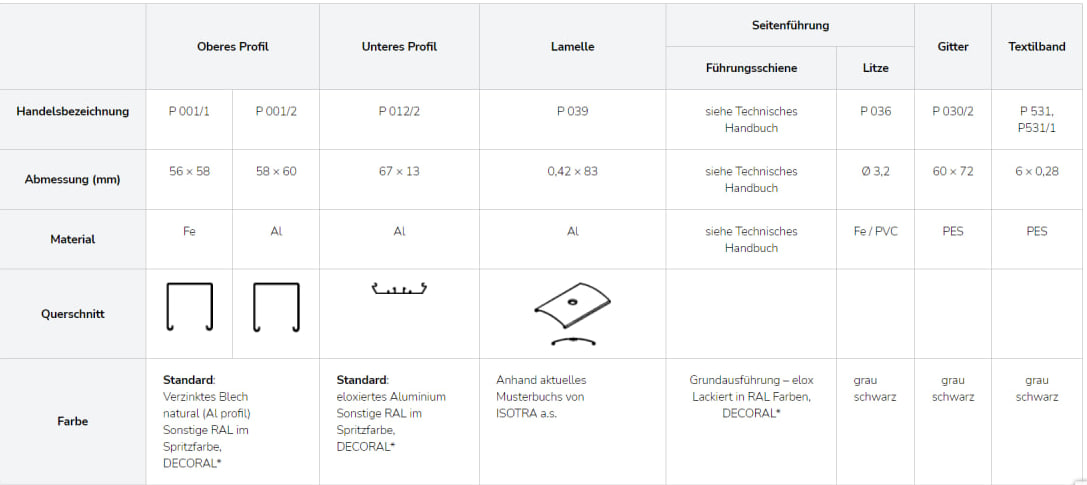 Oberes Profil
Unteres Profil
Lamelle
Seitenführung
Gitter
Textilband
Führungsschiene
Litze
Handelsbezeichnung
P 001/1
P 001/2
P 012/2
P 039
siehe Technisches
Handbuch
P 036
P 030/2
P 531,
P531/1
Abmessung (mm)
56 × 58
58 × 60
67 × 13
0,42 × 83
siehe Technisches
Handbuch
Ø 3,2
60 × 72
6 × 0,28
Material
Fe
Al
Al
Al
siehe Technisches
Handbuch
Fe / PVC
PES
PES
Querschnitt
Farbe
Standard:
Verzinktes Blech
natural (Al profil)
Sonstige RAL im
Spritzfarbe,
DECORAL*
Standard:
eloxiertes Aluminium
Sonstige RAL im
Spritzfarbe,
DECORAL*
Anhand aktuelles
Musterbuchs von
ISOTRA a.s.
Grundausführung – elox
Lackiert in RAL Farben,
DECORAL*
grau
schwarz
grau
schwarz
grau
schwarz